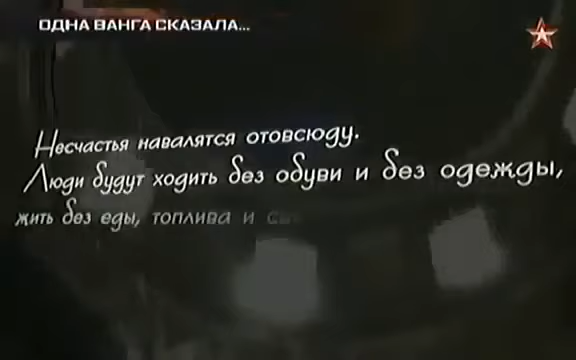 ОДНА ВАНГА СКАЗАЛА...
Несчастья навалятся отовсюду.
Люди будут ходить без обуви и без одежды,
жить без еды, топлива и